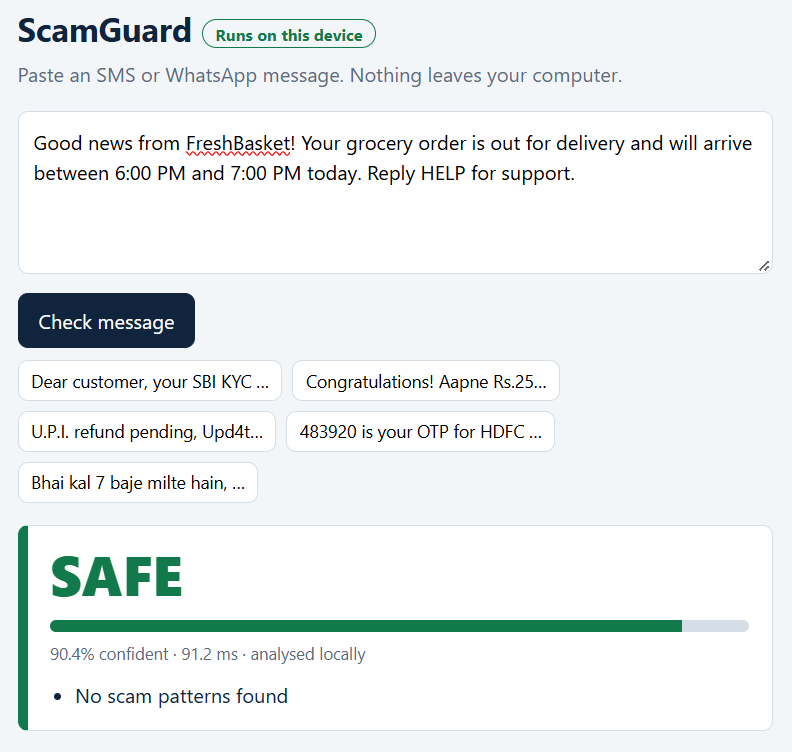 ScamGuard Runs on this device
Paste an SMS or WhatsApp message. Nothing leaves your computer.
Good news from FreshBasket! Your grocery order is out for delivery and will arrive
between 6:00 PM and 7:00 PM today. Reply HELP for support.
Check message
Dear customer, your SBI KYC ... Congratulations! Aapne Rs.25...
U.P.I. refund pending, Upd4t... 483920 is your OTP for HDFC ...
Bhai kal 7 baje milte hain, ...
SAFE
90.4% confident · 91.2 ms · analysed locally
• No scam patterns found